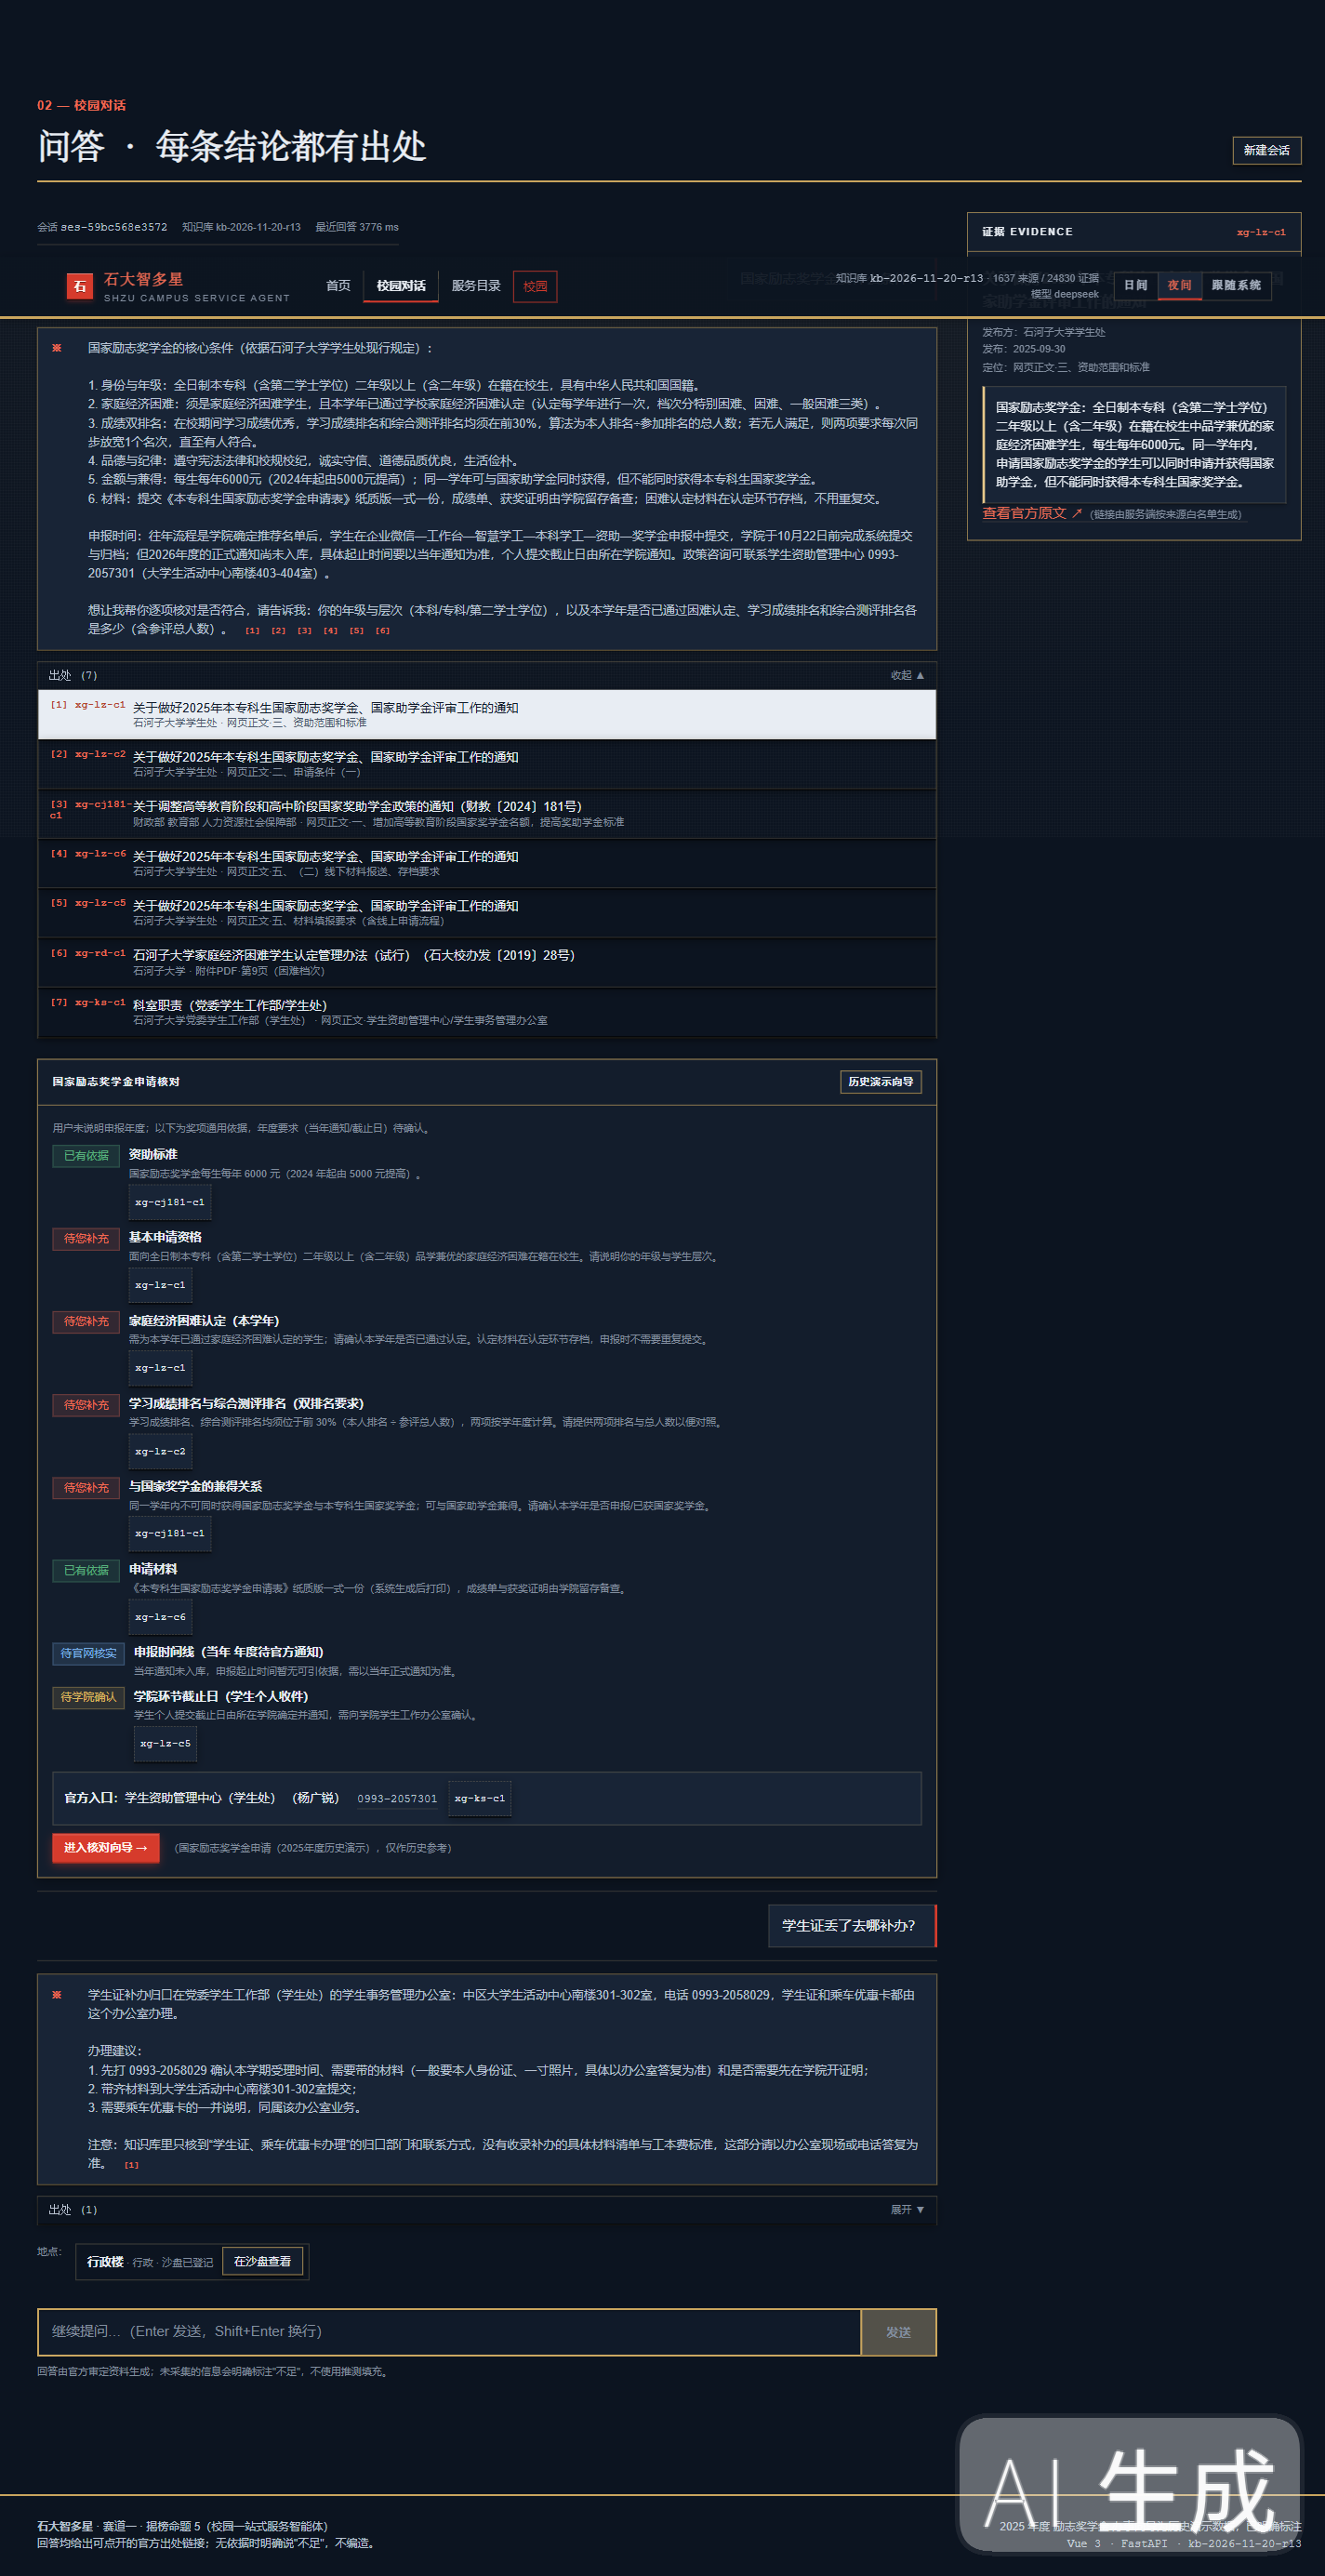 02 — 校园对话
问答 · 每条结论都有出处
新建会话
会话 ses-59bc568e3572 知识库 kb-2026-11-20-r13 最近回答 3776 ms
证据 EVIDENCE xg-lz-c1
石 石大智多星
SHZU CAMPUS SERVICE AGENT
首页 校园对话 服务目录 校园
国家励志奖学金
知识库 kb-2026-11-20-r13 · 1637 来源 / 24830 证据
模型 deepseek
日间 夜间 跟随系统
发布方：石河子大学学生处
发布：2025-09-30
定位：网页正文·三、资助范围和标准
国家励志奖学金：全日制本专科（含第二学士学位）
二年级以上（含二年级）在籍在校生中品学兼优的家
庭经济困难学生，每生每年6000元。同一学年内，
申请国家励志奖学金的学生可以同时申请并获得国家
助学金，但不能同时获得本专科生国家奖学金。
查看官方原文 ↗ （链接由服务端按来源白名单生成）
※ 国家励志奖学金的核心条件（依据石河子大学学生处现行规定）：
1. 身份与年级：全日制本专科（含第二学士学位）二年级以上（含二年级）在籍在校生，具有中华人民共和国国籍。
2. 家庭经济困难：须是家庭经济困难学生，且本学年已通过学校家庭经济困难认定（认定每学年进行一次，档次分特别困难、困难、一般困难三类）。
3. 成绩双排名：在校期间学习成绩优秀，学习成绩排名和综合测评排名均须在前30%，算法为本人排名÷参加排名的总人数；若无人满足，则两项要求每次同
步放宽1个名次，直至有人符合。
4. 品德与纪律：遵守宪法法律和校规校纪，诚实守信、道德品质优良，生活俭朴。
5. 金额与兼得：每生每年6000元（2024年起由5000元提高）；同一学年可与国家助学金同时获得，但不能同时获得本专科生国家奖学金。
6. 材料：提交《本专科生国家励志奖学金申请表》纸质版一式一份，成绩单、获奖证明由学院留存备查；困难认定材料在认定环节存档，不用重复交。
申报时间：往年流程是学院确定推荐名单后，学生在企业微信—工作台—智慧学工—本科学工—资助—奖学金申报中提交，学院于10月22日前完成系统提交
与归档；但2026年度的正式通知尚未入库，具体起止时间要以当年通知为准，个人提交截止日由所在学院通知。政策咨询可联系学生资助管理中心 0993-
2057301（大学生活动中心南楼403-404室）。
想让我帮你逐项核对是否符合，请告诉我：你的年级与层次（本科/专科/第二学士学位），以及本学年是否已通过困难认定、学习成绩排名和综合测评排名各
是多少（含参评总人数）。 [1] [2] [3] [4] [5] [6]
出处 (7) 收起 ▲
[1] xg-lz-c1 关于做好2025年本专科生国家励志奖学金、国家助学金评审工作的通知
石河子大学学生处 · 网页正文·三、资助范围和标准
[2] xg-lz-c2 关于做好2025年本专科生国家励志奖学金、国家助学金评审工作的通知
石河子大学学生处 · 网页正文·二、申请条件（一）
[3] xg-cj181-c1 关于调整高等教育阶段和高中阶段国家奖助学金政策的通知（财教〔2024〕181号）
财政部 教育部 人力资源社会保障部 · 网页正文·一、增加高等教育阶段国家奖学金名额，提高奖助学金标准
[4] xg-lz-c6 关于做好2025年本专科生国家励志奖学金、国家助学金评审工作的通知
石河子大学学生处 · 网页正文·五、（二）线下材料报送、存档要求
[5] xg-lz-c5 关于做好2025年本专科生国家励志奖学金、国家助学金评审工作的通知
石河子大学学生处 · 网页正文·五、材料填报要求（含线上申请流程）
[6] xg-rd-c1 石河子大学家庭经济困难学生认定管理办法（试行）（石大校办发〔2019〕28号）
石河子大学 · 附件PDF·第9页（困难档次）
[7] xg-ks-c1 科室职责（党委学生工作部/学生处）
石河子大学党委学生工作部（学生处） · 网页正文·学生资助管理中心/学生事务管理办公室
国家励志奖学金申请核对 历史演示向导
用户未说明申报年度；以下为奖项通用依据，年度要求（当年通知/截止日）待确认。
已有依据 资助标准
国家励志奖学金每生每年 6000 元（2024 年起由 5000 元提高）。
xg-cj181-c1
待您补充 基本申请资格
面向全日制本专科（含第二学士学位）二年级以上（含二年级）品学兼优的家庭经济困难在籍在校生。请说明你的年级与学生层次。
xg-lz-c1
待您补充 家庭经济困难认定（本学年）
需为本学年已通过家庭经济困难认定的学生；请确认本学年是否已通过认定。认定材料在认定环节存档，申报时不需要重复提交。
xg-lz-c1
待您补充 学习成绩排名与综合测评排名（双排名要求）
学习成绩排名、综合测评排名均须位于前 30%（本人排名 ÷ 参评总人数），两项按学年度计算。请提供两项排名与总人数以便对照。
xg-lz-c2
待您补充 与国家奖学金的兼得关系
同一学年内不可同时获得国家励志奖学金与本专科生国家奖学金；可与国家助学金兼得。请确认本学年是否申报/已获国家奖学金。
xg-cj181-c1
已有依据 申请材料
《本专科生国家励志奖学金申请表》纸质版一式一份（系统生成后打印），成绩单与获奖证明由学院留存备查。
xg-lz-c6
待官网核实 申报时间线（当年 年度待官方通知）
当年通知未入库，申报起止时间暂无可引依据，需以当年正式通知为准。
待学院确认 学院环节截止日（学生个人收件）
学生个人提交截止日由所在学院确定并通知，需向学院学生工作办公室确认。
xg-lz-c5
官方入口：学生资助管理中心（学生处） （杨广锐） 0993-2057301 xg-ks-c1
进入核对向导 → （国家励志奖学金申请（2025年度历史演示），仅作历史参考）
学生证丢了去哪补办？
※ 学生证补办归口在党委学生工作部（学生处）的学生事务管理办公室：中区大学生活动中心南楼301-302室，电话 0993-2058029，学生证和乘车优惠卡都由
这个办公室办理。
办理建议：
1. 先打 0993-2058029 确认本学期受理时间、需要带的材料（一般要本人身份证、一寸照片，具体以办公室答复为准）和是否需要先在学院开证明；
2. 带齐材料到大学生活动中心南楼301-302室提交；
3. 需要乘车优惠卡的一并说明，同属该办公室业务。
注意：知识库里只核到“学生证、乘车优惠卡办理”的归口部门和联系方式，没有收录补办的具体材料清单与工本费标准，这部分请以办公室现场或电话答复为
准。 [1]
出处 (1) 展开 ▼
地点： 行政楼 · 行政 · 沙盘已登记 在沙盘查看
继续提问…（Enter 发送，Shift+Enter 换行） 发送
回答由官方审定资料生成；未采集的信息会明确标注“不足”，不使用推测填充。
石大智多星 · 赛道一 · 揭榜命题 5（校园一站式服务智能体）
回答均给出可点开的官方出处链接；无依据时明确说“不足”，不编造。
2025 年度 励志奖学金
Vue 3 · FastAPI · kb-2026-11-20-r13
AI 生成